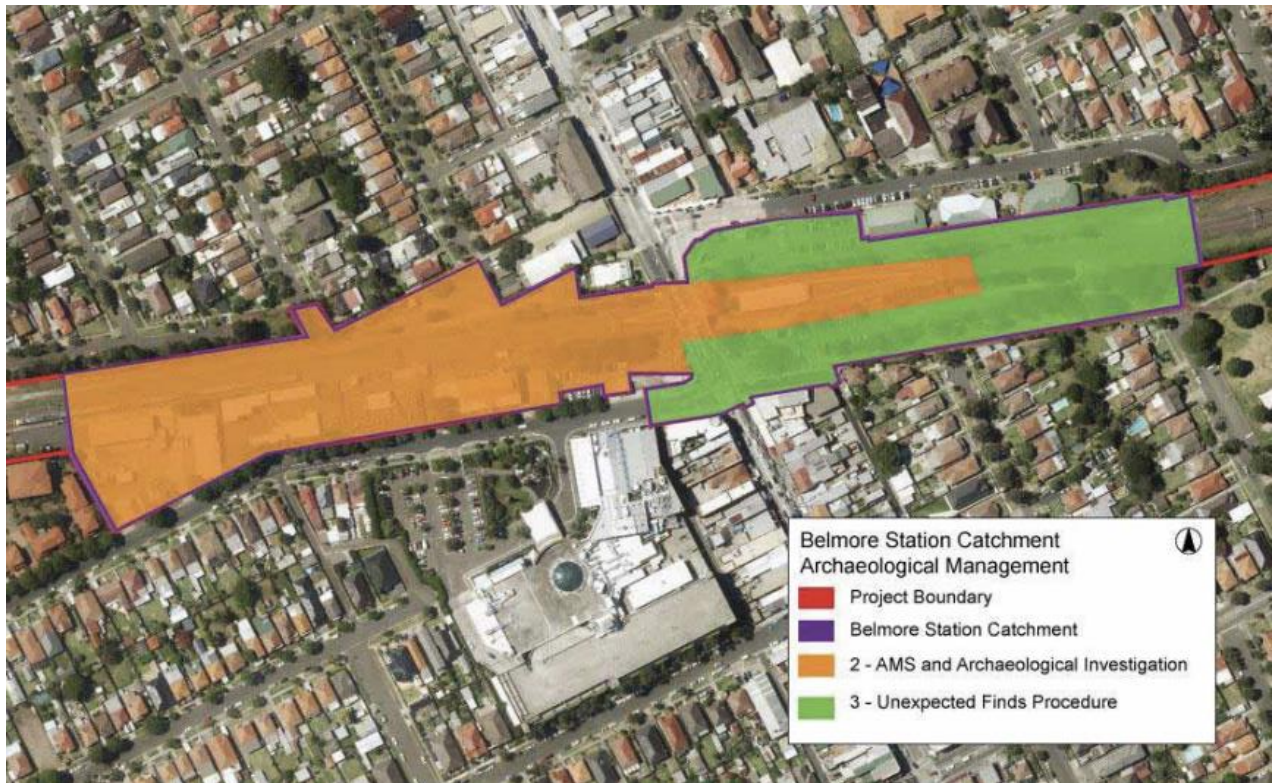 Belmore Station Catchment
Archaeological Management
Project Boundary
Belmore Station Catchment
2 - AMS and Archaeological Investigation
3 - Unexpected Finds Procedure